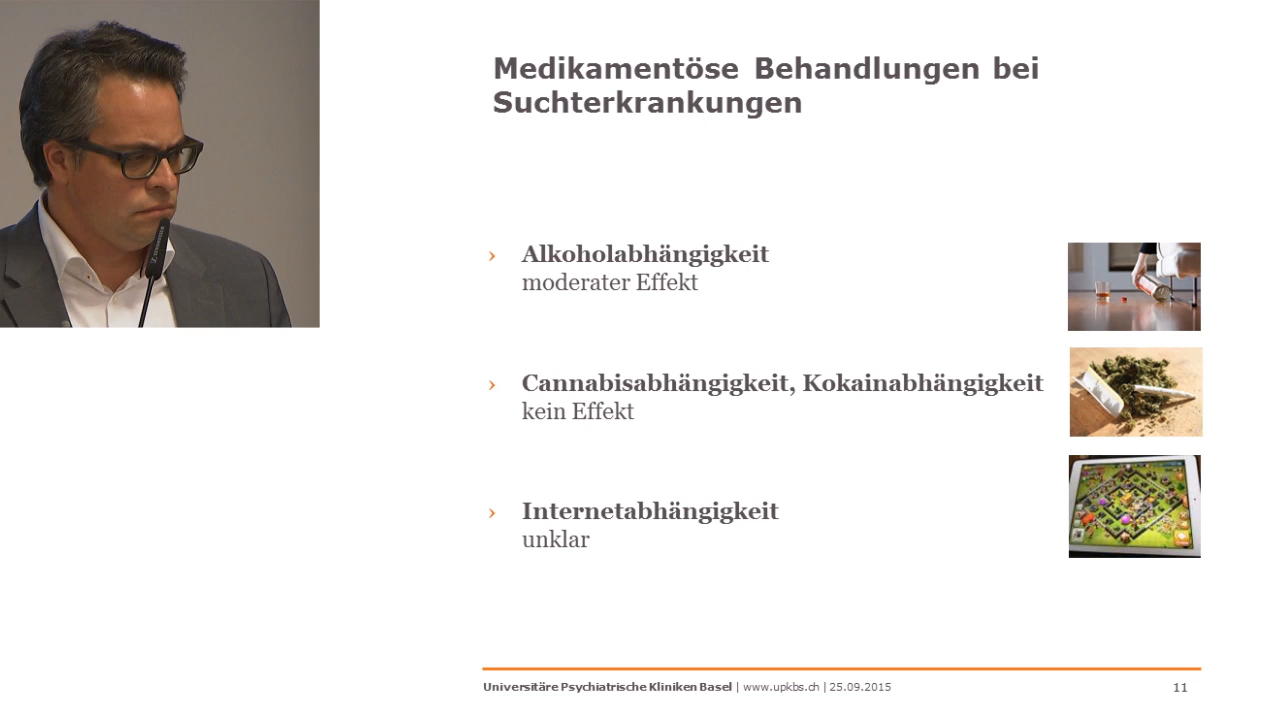 Medikamentöse Behandlungen bei
Suchterkrankungen
› Alkoholabhängigkeit
moderater Effekt
› Cannabisabhängigkeit, Kokainabhängigkeit
kein Effekt
› Internetabhängigkeit
unklar
Universitäre Psychiatrische Kliniken Basel | www.upkbs.ch | 25.09.2015
11